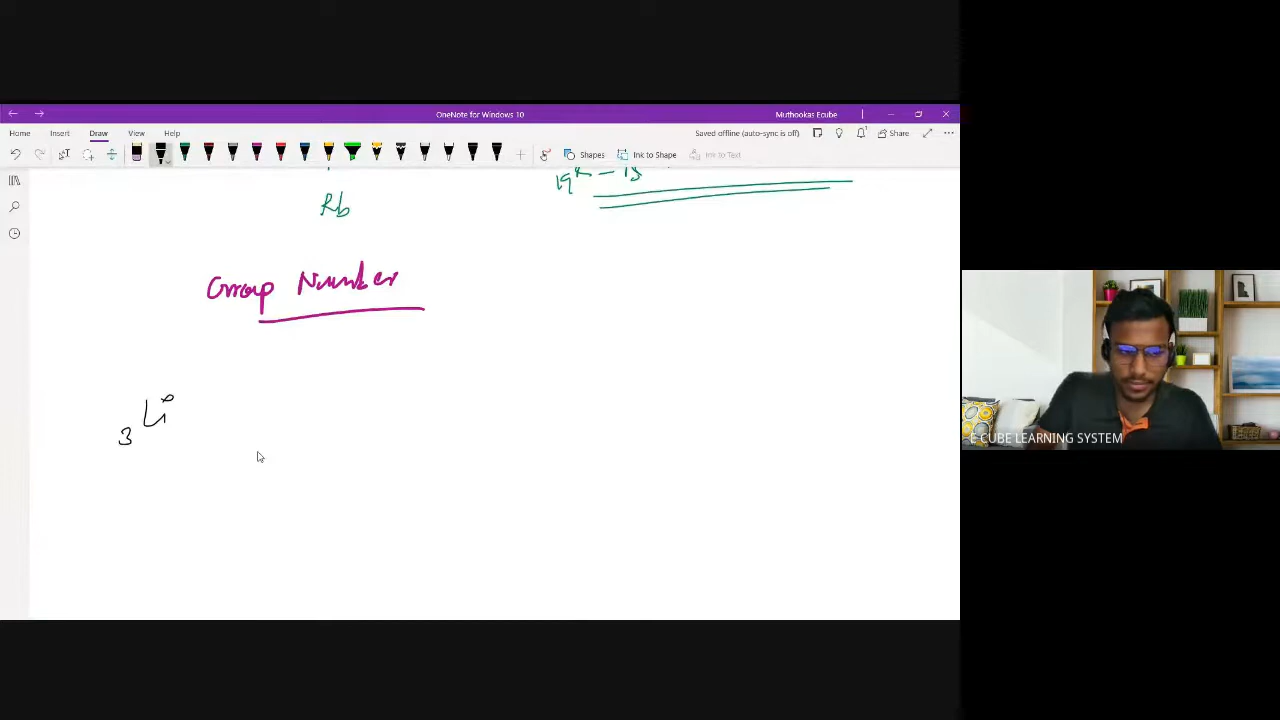 OneNote for Windows 10
Muthookas Ecube
Home Insert Draw View Help
Saved offline (auto-sync is off)
Share
Shapes
Ink to Shape
Ink to Text
Rb
Group Number
3 Li
E CUBE LEARNING SYSTEM